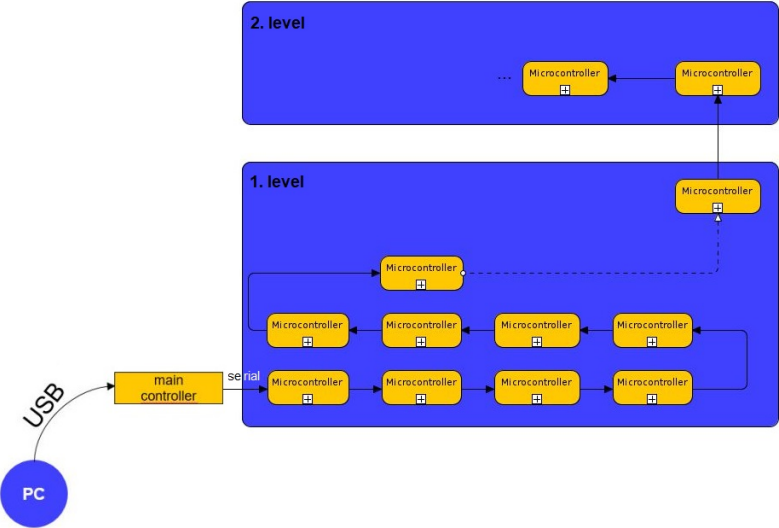 2. level
... Microcontroller Microcontroller
1. level
Microcontroller
Microcontroller
Microcontroller Microcontroller Microcontroller Microcontroller
main
controller
serial
Microcontroller Microcontroller Microcontroller Microcontroller
USB
PC